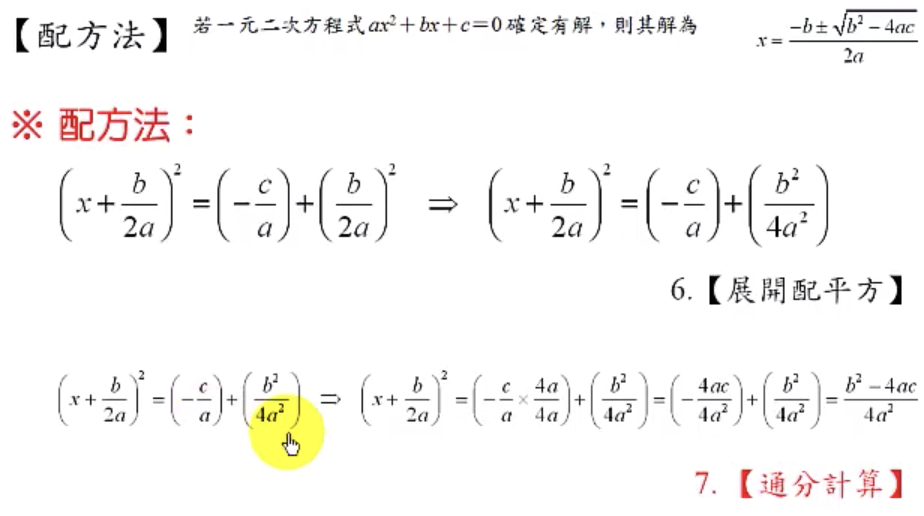 【配方法】 若一元二次方程式ax²+bx+c=0確定有解，則其解為 x = \frac{-b \pm \sqrt{b^2-4ac}}{2a}
※ 配方法：
\left(x+\frac{b}{2a}\right)^2 = \left(-\frac{c}{a}\right)+\left(\frac{b}{2a}\right)^2 ⇒ \left(x+\frac{b}{2a}\right)^2 = \left(-\frac{c}{a}\right)+\left(\frac{b^2}{4a^2}\right)
6.【展開配平方】
\left(x+\frac{b}{2a}\right)^2 = \left(-\frac{c}{a}\right)+\left(\frac{b^2}{4a^2}\right) ⇒ \left(x+\frac{b}{2a}\right)^2 = \left(-\frac{c}{a}\times\frac{4a}{4a}\right)+\left(\frac{b^2}{4a^2}\right) = \left(-\frac{4ac}{4a^2}\right)+\left(\frac{b^2}{4a^2}\right) = \frac{b^2-4ac}{4a^2}
7.【通分計算】